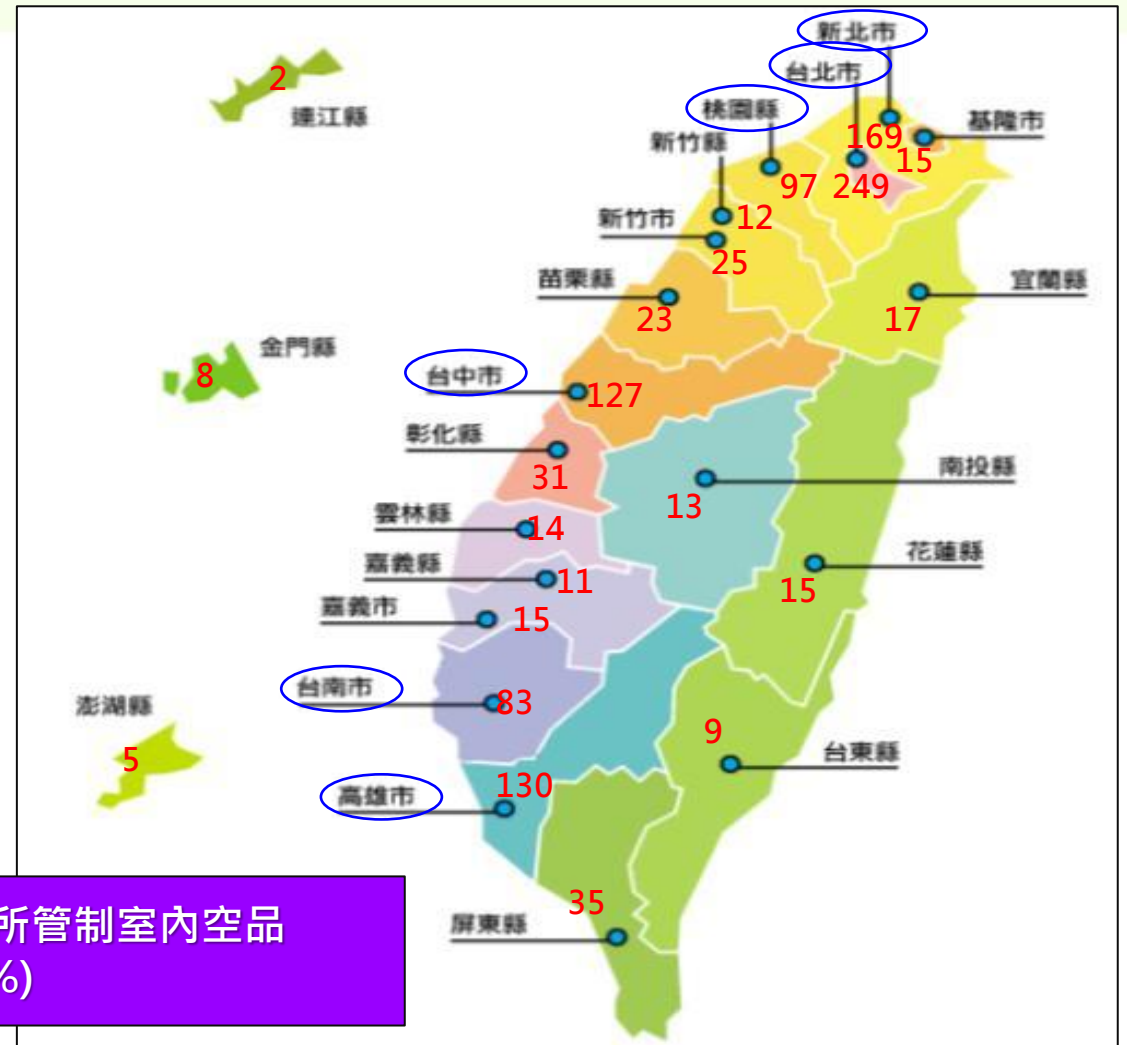 新北市
台北市
桃園縣
新竹縣
新竹市
苗栗縣
台中市
彰化縣
雲林縣
嘉義縣
嘉義市
台南市
高雄市
屏東縣
基隆市
宜蘭縣
南投縣
花蓮縣
台東縣
連江縣
金門縣
澎湖縣
2
169
15
97
249
12
25
23
17
8
127
31
13
14
11
15
15
83
9
5
130
35
所管制室內空品
%)